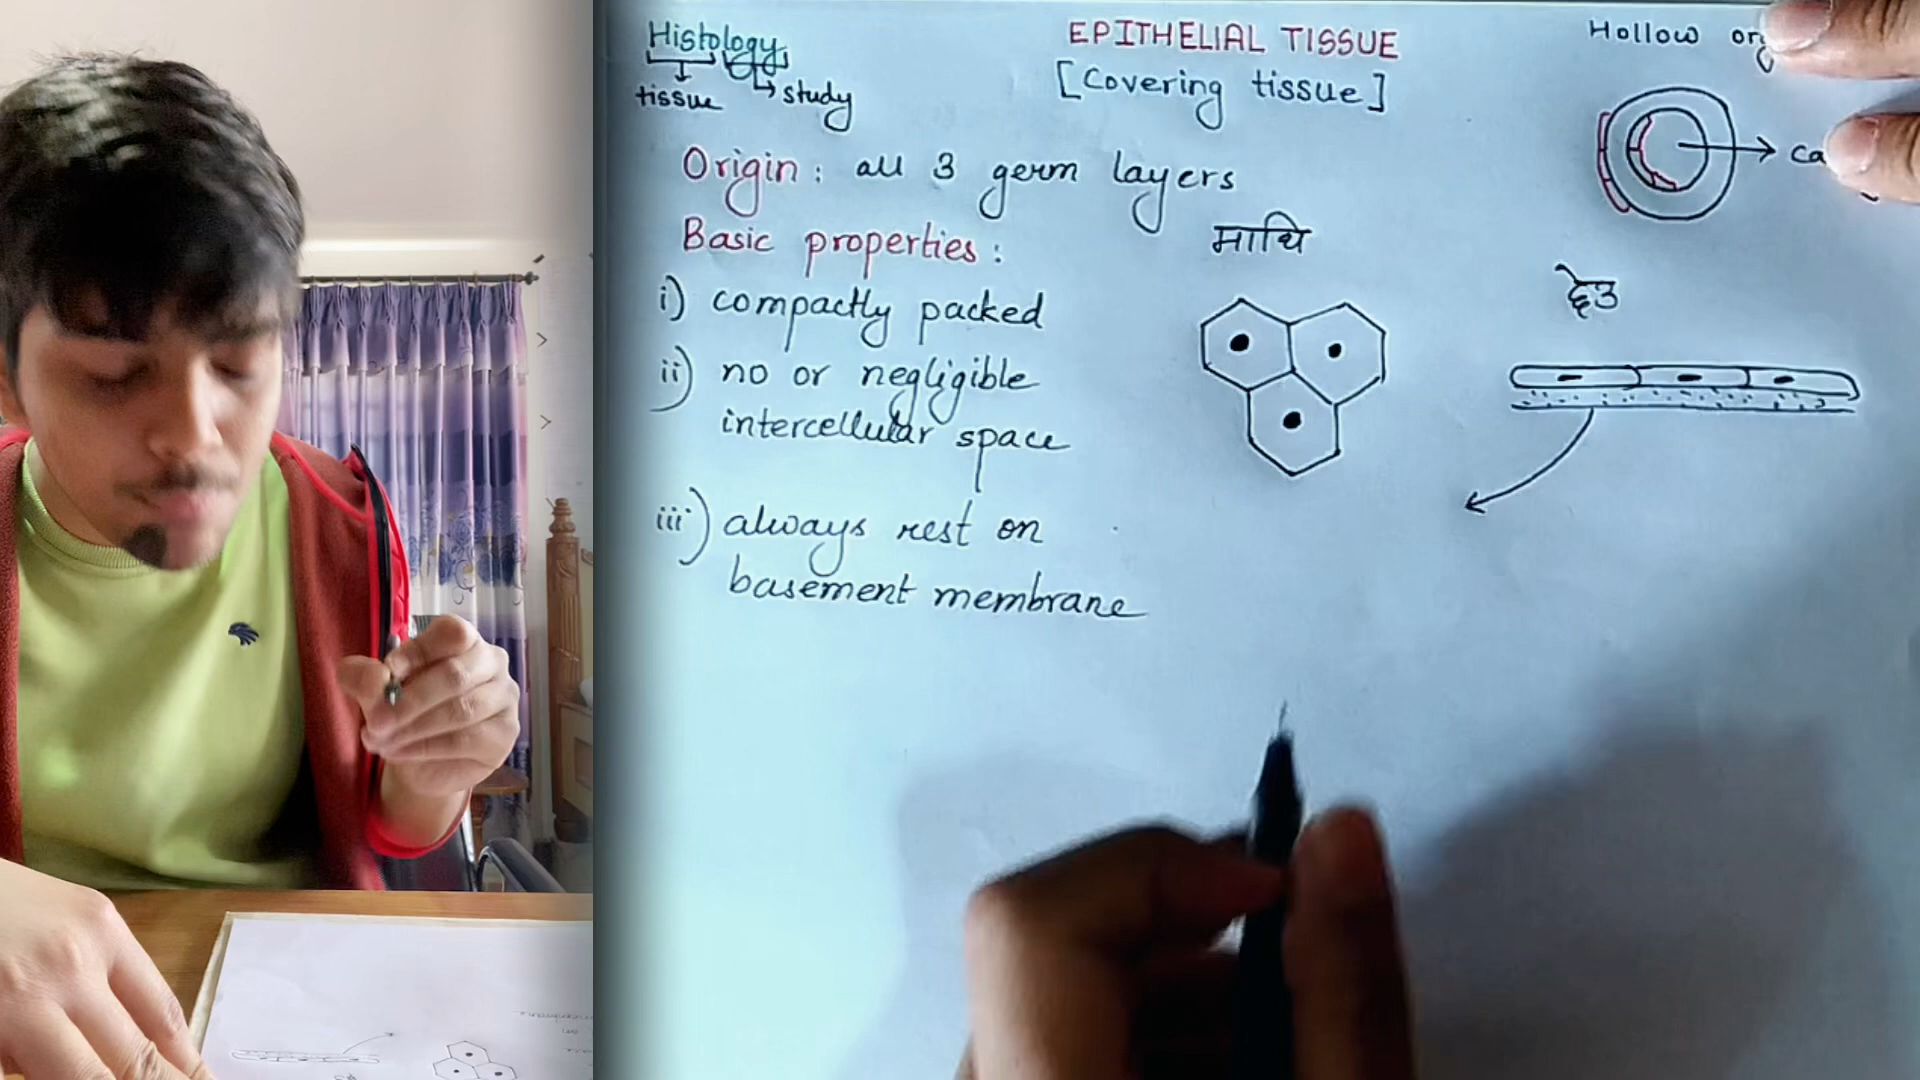 Histology
tissue
study
EPITHELIAL TISSUE
[Covering tissue]
Hollow
Origin: all 3 germ layers
Basic properties:
i) compactly packed
ii) no or negligible
intercellular space
iii) always rest on
basement membrane
माथि